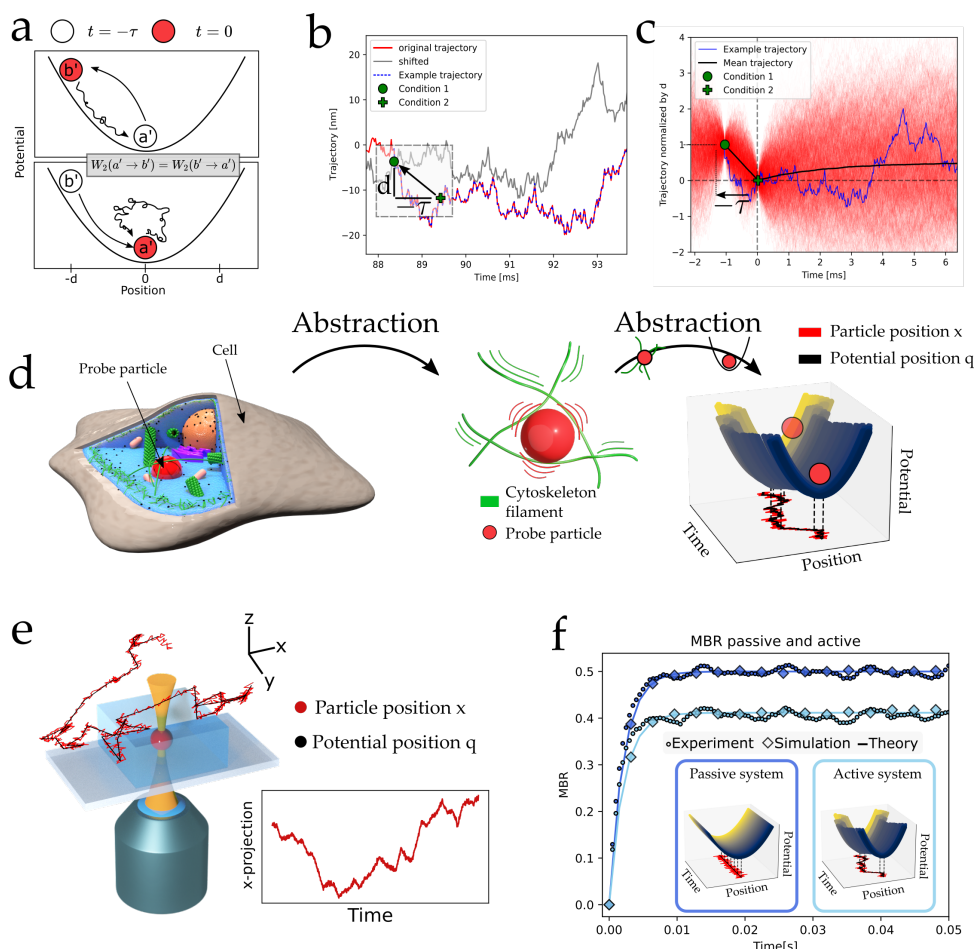 a
t = −τ
t = 0
b'
a'
W₂(a' → b') = W₂(b' → a')
b'
a'
Potential
-d
0
d
Position
b
original trajectory
shifted
Example trajectory
Condition 1
Condition 2
d
−τ
Trajectory [nm]
20
10
0
−10
−20
88
89
90
91
92
93
Time [ms]
c
Example trajectory
Mean trajectory
Condition 1
Condition 2
−τ
Trajectory normalized by d
4
3
2
1
0
−1
−2
−2
−1
0
1
2
3
4
5
6
Time [ms]
d
Probe particle
Cell
Abstraction
Cytoskeleton
filament
Probe particle
Abstraction
Particle position x
Potential position q
Potential
Time
Position
e
z
x
y
Particle position x
Potential position q
x-projection
Time
f
MBR passive and active
Experiment
Simulation
Theory
Passive system
Potential
Time
Position
Active system
Potential
Time
Position
MBR
0.5
0.4
0.3
0.2
0.1
0.0
0.00
0.01
0.02
0.03
0.04
0.05
Time[s]